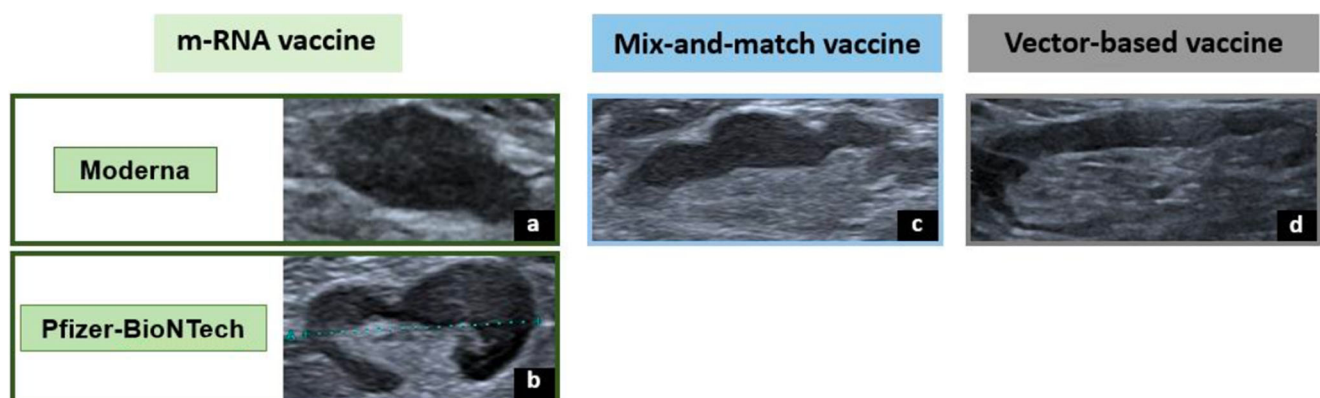 m-RNA vaccine
Mix-and-match vaccine
Vector-based vaccine
Moderna
a
c
d
Pfizer-BioNTech
b